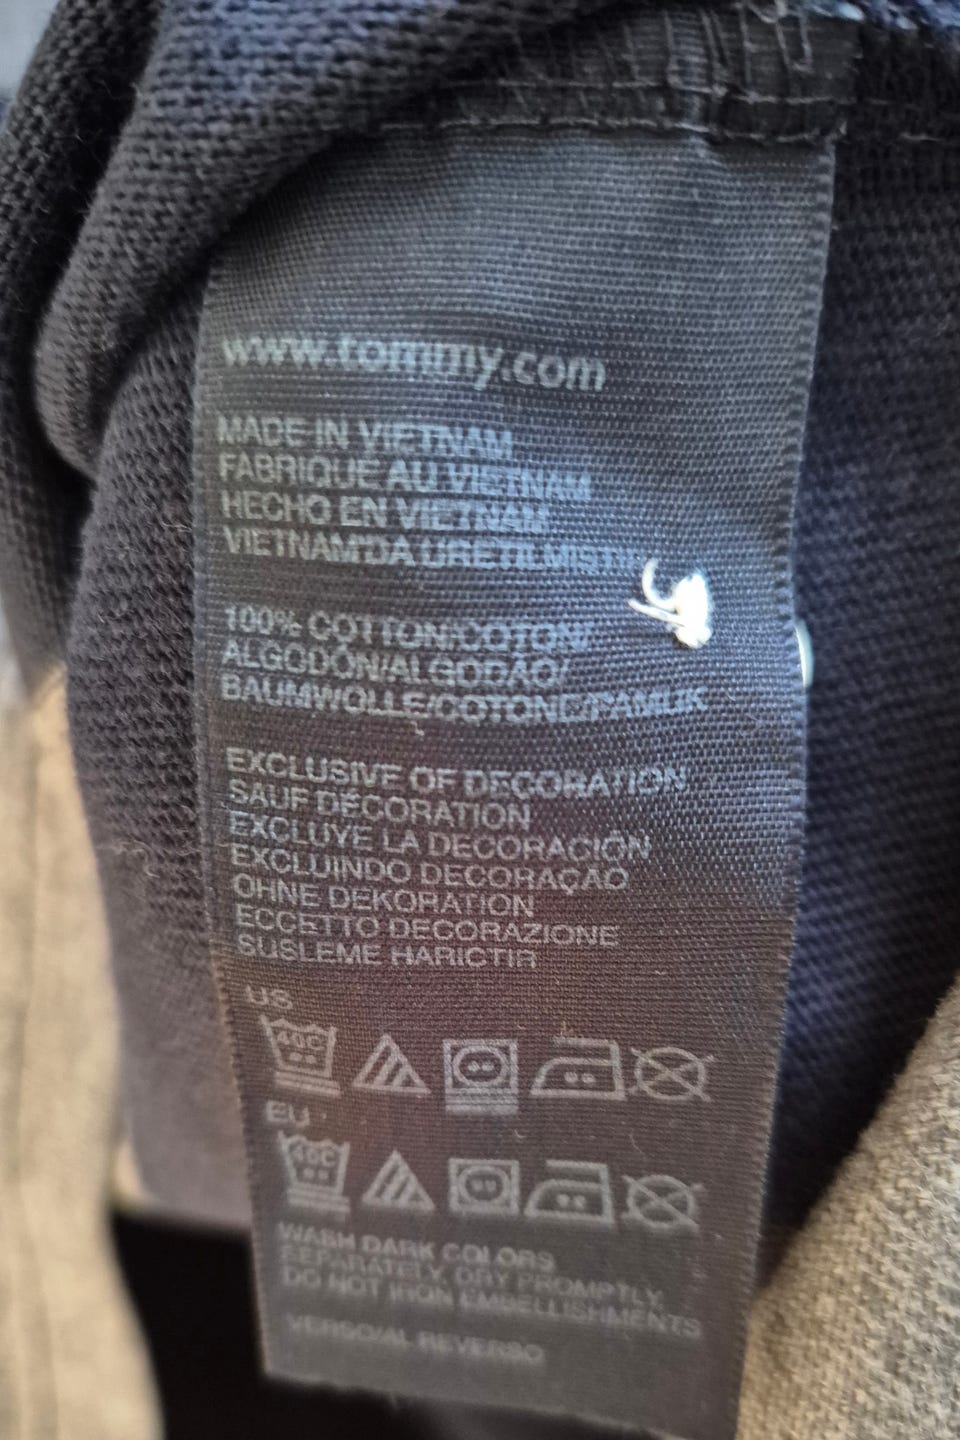 www.tommy.com
MADE IN VIETNAM
FABRIQUE AU VIETNAM
HECHO EN VIETNAM
VIETNAM'DA
100% COTTON/COTON/
ALGODÓN/ALGODÃO/
BAUMWOLLE/COTONE/PAMUK
EXCLUSIVE OF DECORATION
SAUF DÉCORATION
EXCLUYE LA DECORACIÓN
EXCLUINDO DECORAÇÃO
OHNE DEKORATION
ECCETTO DECORAZIONE
SUSLEME HARICTIR
US
40C
EU
40C
WASH DARK COLORS
SEPARATELY. DRY PROMPTLY.
DO NOT IRON EMBELLISHMENTS
VERSO/AL REVERSO